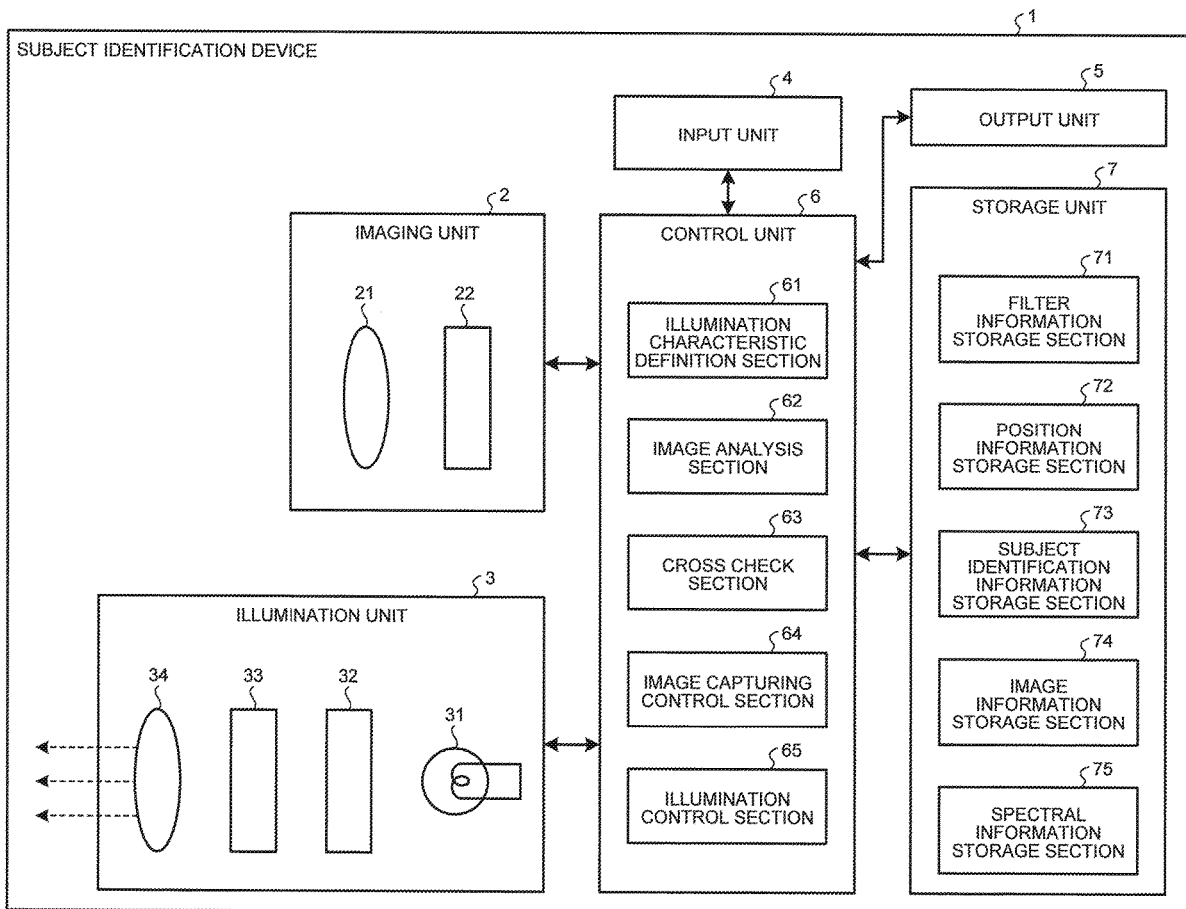 1
SUBJECT IDENTIFICATION DEVICE
4
INPUT UNIT
5
OUTPUT UNIT
2
IMAGING UNIT
21
22
6
CONTROL UNIT
61
ILLUMINATION
CHARACTERISTIC
DEFINITION SECTION
62
IMAGE ANALYSIS
SECTION
63
CROSS CHECK
SECTION
64
IMAGE CAPTURING
CONTROL SECTION
65
ILLUMINATION
CONTROL SECTION
7
STORAGE UNIT
71
FILTER
INFORMATION
STORAGE SECTION
72
POSITION
INFORMATION
STORAGE SECTION
73
SUBJECT
IDENTIFICATION
INFORMATION
STORAGE SECTION
74
IMAGE
INFORMATION
STORAGE SECTION
75
SPECTRAL
INFORMATION
STORAGE SECTION
3
ILLUMINATION UNIT
34
33
32
31